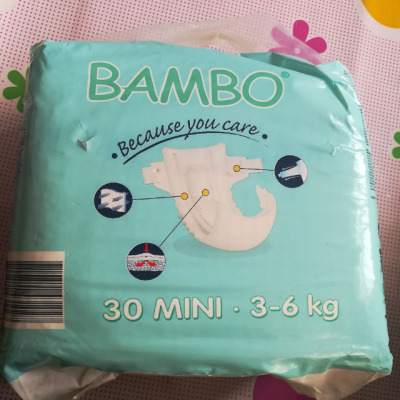 BAMBO®
Because you care
30 MINI · 3-6 kg